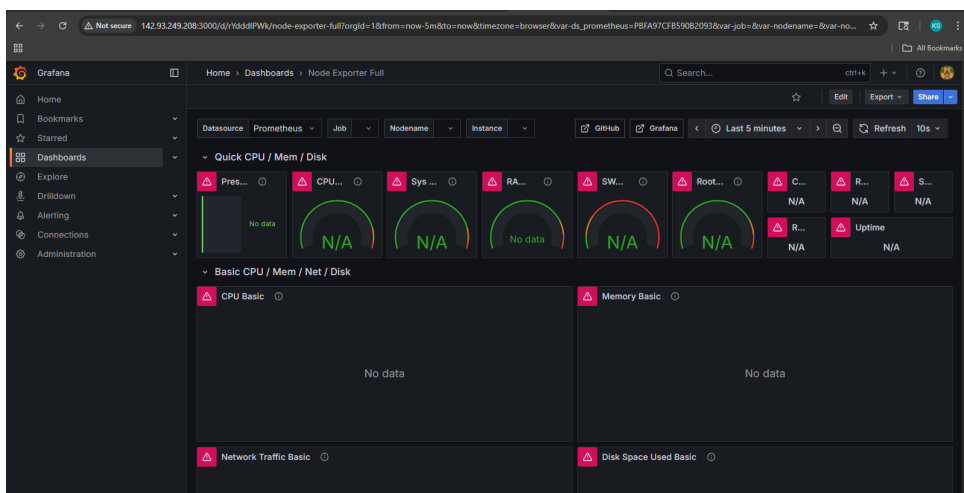 Not secure 142.93.249.208:3000/d/rYdddlPWk/node-exporter-full?orgId=1&from=now-5m&to=now&timezone=browser&var-ds_prometheus=PBFA97CFB590B2093&var-job=&var-nodename=&var-no...
KS
All Bookmarks
Grafana
Home › Dashboards › Node Exporter Full
Search...
ctrl+k
Home
Bookmarks
Starred
Dashboards
Explore
Drilldown
Alerting
Connections
Administration
Edit
Export
Share
Datasource Prometheus
Job
Nodename
Instance
GitHub
Grafana
Last 5 minutes
Refresh 10s
Quick CPU / Mem / Disk
Pres...
No data
CPU...
N/A
Sys ...
N/A
RA...
No data
SW...
N/A
Root...
N/A
C...
N/A
R...
N/A
S...
N/A
R...
N/A
Uptime
N/A
Basic CPU / Mem / Net / Disk
CPU Basic
No data
Memory Basic
No data
Network Traffic Basic
Disk Space Used Basic